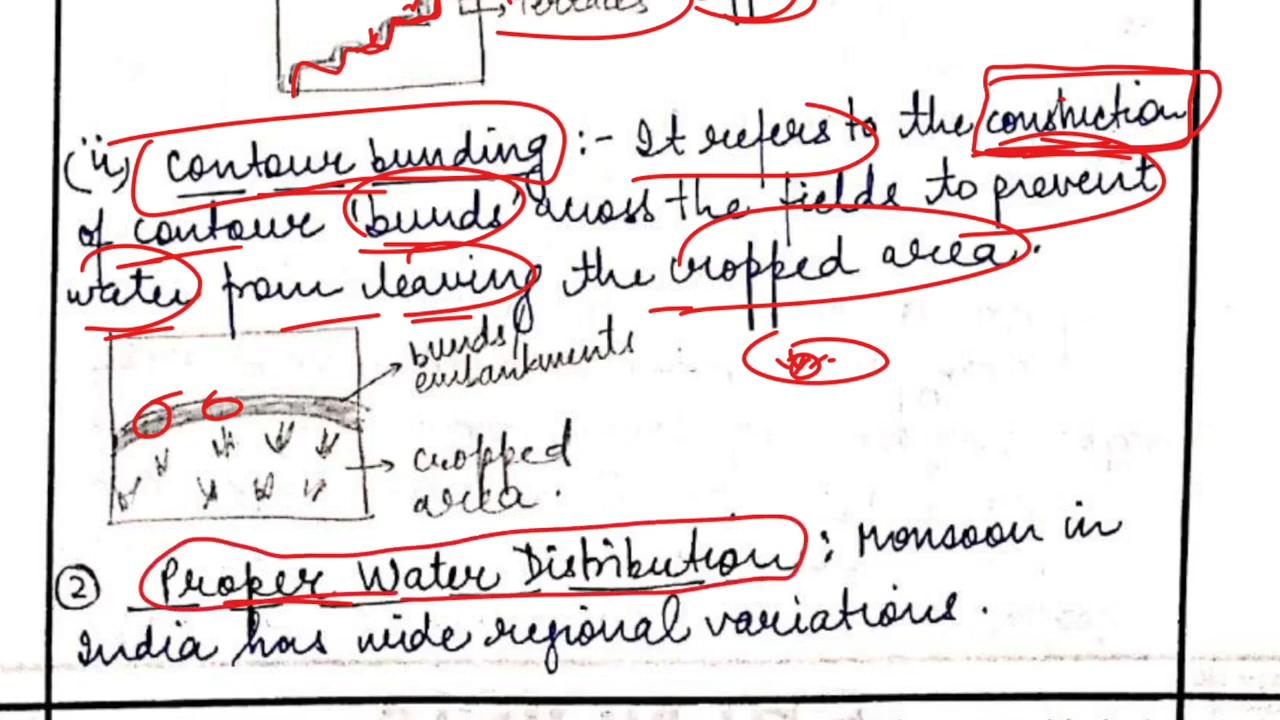 Terraces
(ii) contour bunding :- It refers to the construction
of contour 'bunds' across the fields to prevent
water from leaving the cropped area.
bunds/
embankments
cropped
area.
② Proper Water Distribution : Monsoon in
India has wide regional variations.